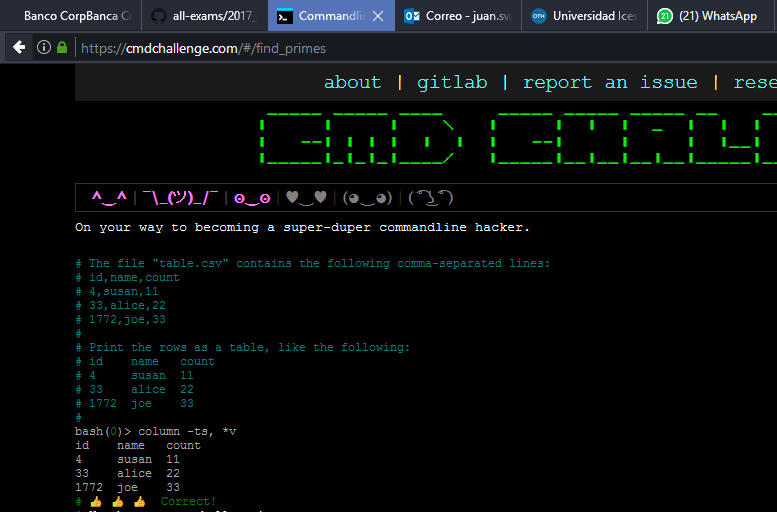 Banco CorpBanca C
all-exams/2017_
Commandli
Correo - juan.sw
Universidad Ices
(21) WhatsApp
https://cmdchallenge.com/#/find_primes
about | gitlab | report an issue | rese
^‿^ | ¯\_(ツ)_/¯ | ʘ‿ʘ | ♥‿♥ | (◕‿◕) | ( ͡° ͜ʖ ͡°)
On your way to becoming a super-duper commandline hacker.
# The file "table.csv" contains the following comma-separated lines:
# id,name,count
# 4,susan,11
# 33,alice,22
# 1772,joe,33
#
# Print the rows as a table, like the following:
# id    name   count
# 4     susan  11
# 33    alice  22
# 1772  joe    33
#
bash(0)> column -ts, *v
id    name   count
4     susan  11
33    alice  22
1772  joe    33
# 👍 👍 👍  Correct!